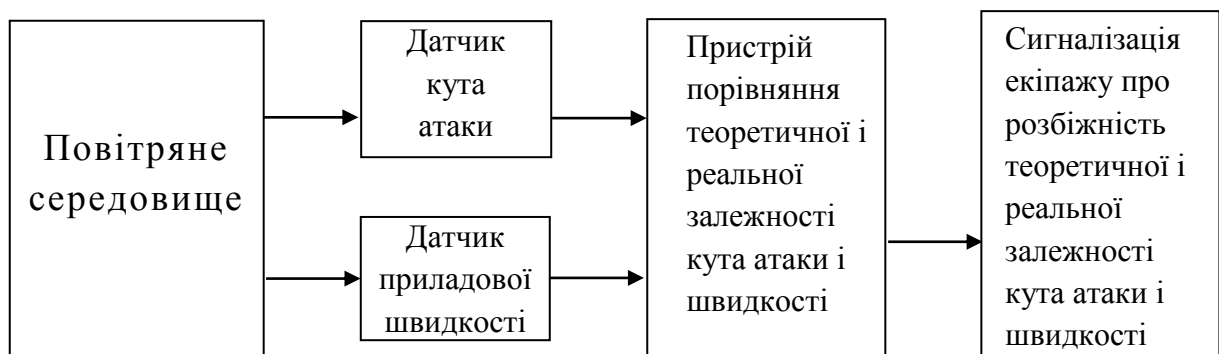 Повітряне
середовище
Датчик
кута
атаки
Датчик
приладової
швидкості
Пристрій
порівняння
теоретичної і
реальної
залежності
кута атаки і
швидкості
Сигналізація
екіпажу про
розбіжність
теоретичної і
реальної
залежності
кута атаки і
швидкості